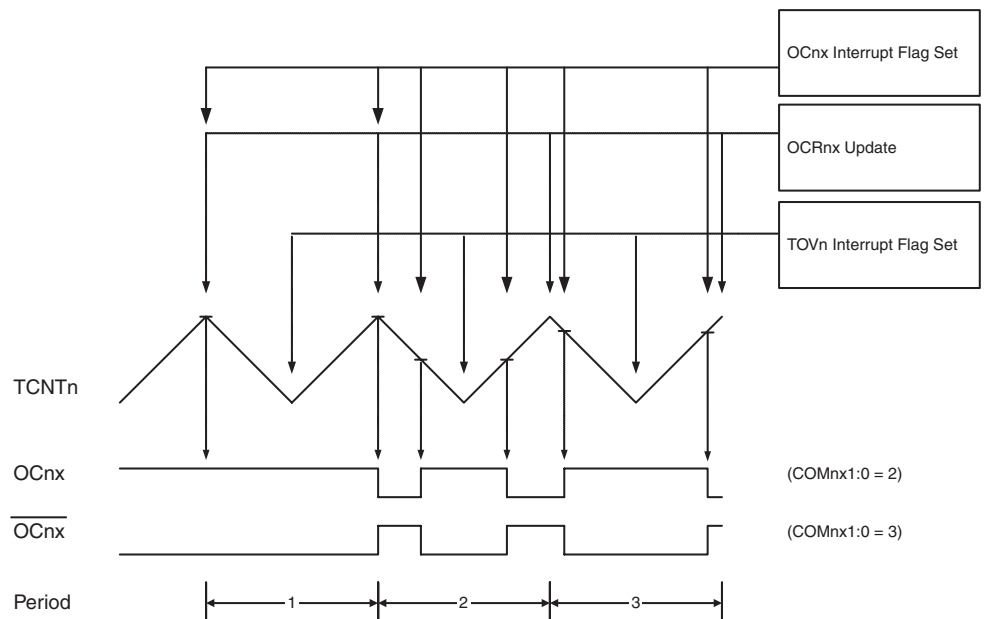 OCnx Interrupt Flag Set
OCRnx Update
TOVn Interrupt Flag Set
TCNTn
OCnx
(COMnx1:0 = 2)
OCnx
(COMnx1:0 = 3)
Period
1
2
3